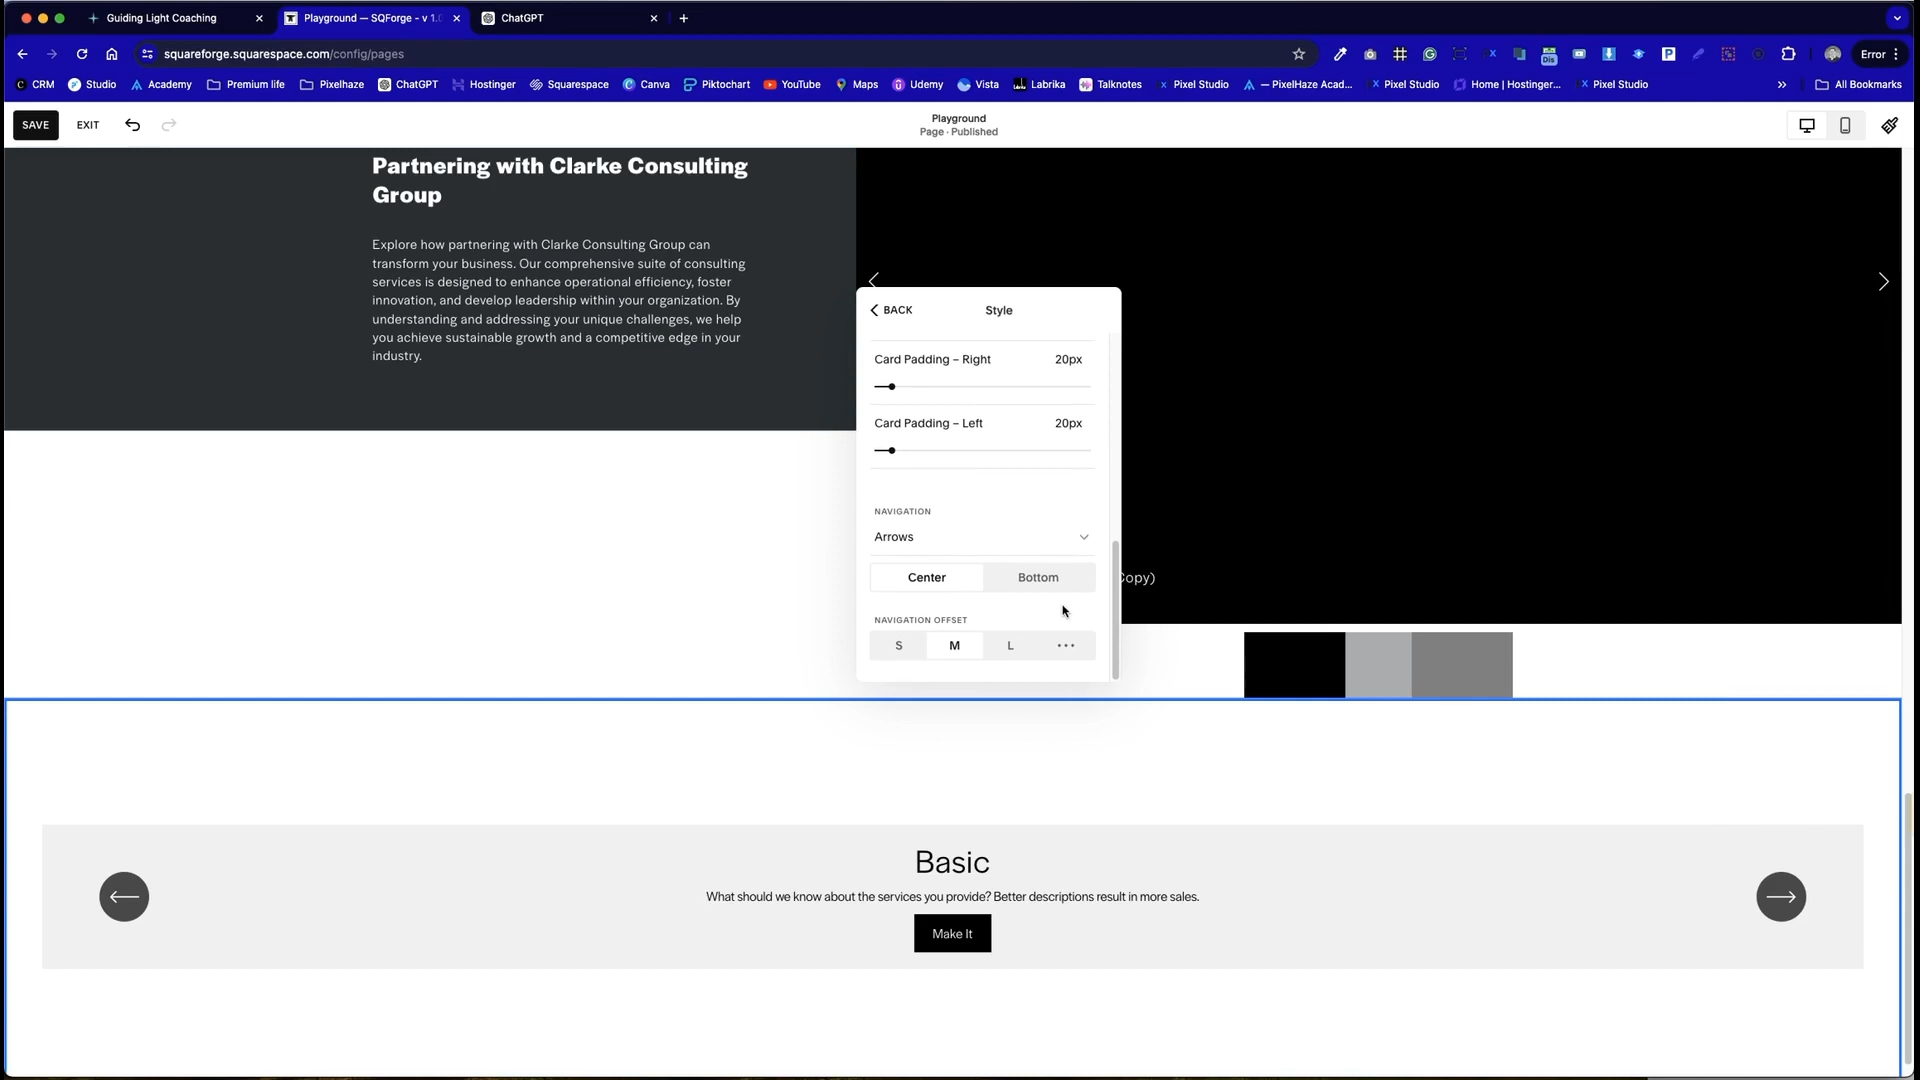 Guiding Light Coaching
Playground — SQForge - v 1.0
ChatGPT
squareforge.squarespace.com/config/pages
Error
CRM
Studio
Academy
Premium life
Pixelhaze
ChatGPT
Hostinger
Squarespace
Canva
Piktochart
YouTube
Maps
Udemy
Vista
Labrika
Talknotes
Pixel Studio
— PixelHaze Acad...
Pixel Studio
Home | Hostinger...
Pixel Studio
All Bookmarks
SAVE
EXIT
Playground
Page · Published
Partnering with Clarke Consulting
Group
Explore how partnering with Clarke Consulting Group can
transform your business. Our comprehensive suite of consulting
services is designed to enhance operational efficiency, foster
innovation, and develop leadership within your organization. By
understanding and addressing your unique challenges, we help
you achieve sustainable growth and a competitive edge in your
industry.
BACK
Style
Card Padding – Right 20px
Card Padding – Left 20px
NAVIGATION
Arrows
Center Bottom
Copy)
NAVIGATION OFFSET
S M L ...
Basic
What should we know about the services you provide? Better descriptions result in more sales.
Make It